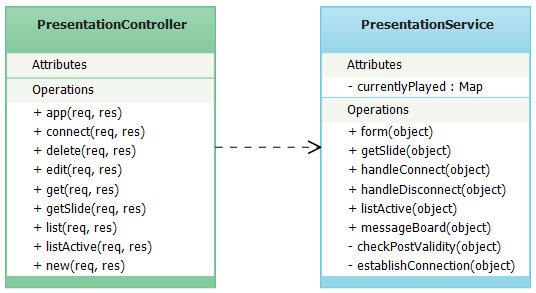 PresentationController
Attributes
Operations
+ app(req, res)
+ connect(req, res)
+ delete(req, res)
+ edit(req, res)
+ get(req, res)
+ getSlide(req, res)
+ list(req, res)
+ listActive(req, res)
+ new(req, res)
PresentationService
Attributes
- currentlyPlayed : Map
Operations
+ form(object)
+ getSlide(object)
+ handleConnect(object)
+ handleDisconnect(object)
+ listActive(object)
+ messageBoard(object)
- checkPostValidity(object)
- establishConnection(object)